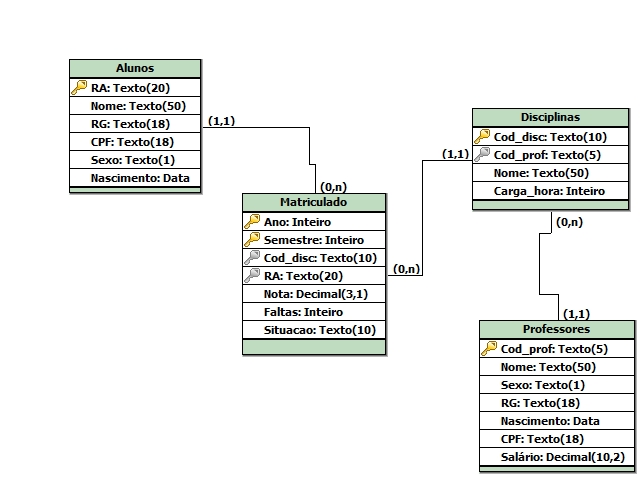 Alunos
RA: Texto(20)
Nome: Texto(50)
RG: Texto(18)
CPF: Texto(18)
Sexo: Texto(1)
Nascimento: Data
(1,1)
(0,n)
Matriculado
Ano: Inteiro
Semestre: Inteiro
Cod_disc: Texto(10)
RA: Texto(20)
Nota: Decimal(3,1)
Faltas: Inteiro
Situacao: Texto(10)
(0,n)
(1,1)
Disciplinas
Cod_disc: Texto(10)
Cod_prof: Texto(5)
Nome: Texto(50)
Carga_hora: Inteiro
(0,n)
(1,1)
Professores
Cod_prof: Texto(5)
Nome: Texto(50)
Sexo: Texto(1)
RG: Texto(18)
Nascimento: Data
CPF: Texto(18)
Salário: Decimal(10,2)